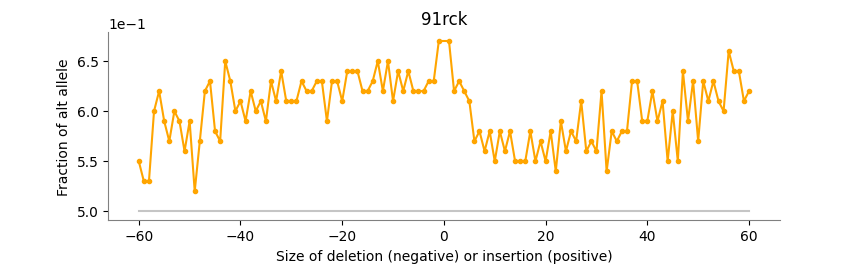 91rck
1e−1
Fraction of alt allele
6.5
6.0
5.5
5.0
−60 −40 −20 0 20 40 60
Size of deletion (negative) or insertion (positive)